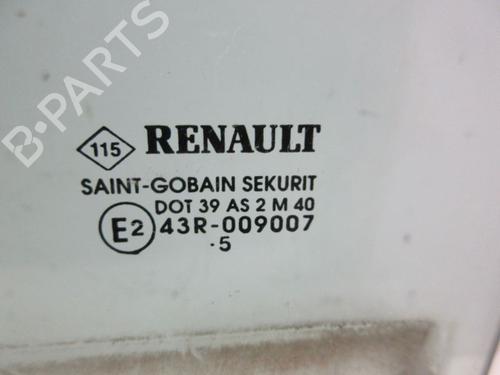 B-PARTS
115 RENAULT
SAINT-GOBAIN SEKURIT
DOT 39 AS 2 M 40
E2 43R-009007
.5